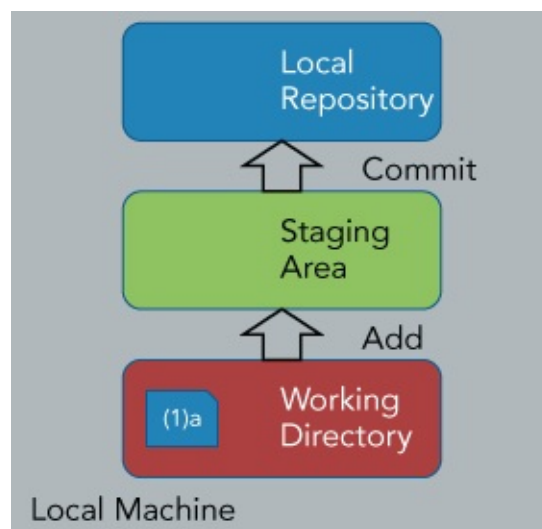 Local
Repository
Commit
Staging
Area
Add
(1)a
Working
Directory
Local Machine